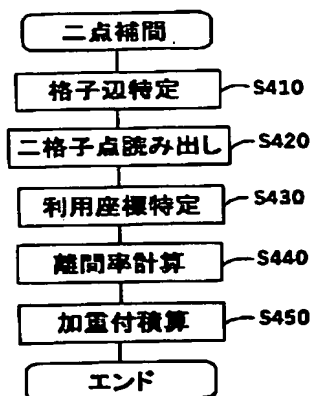 二点補間
格子辺特定
S410
二格子点読み出し
S420
利用座標特定
S430
離間率計算
S440
加重付積算
S450
エンド